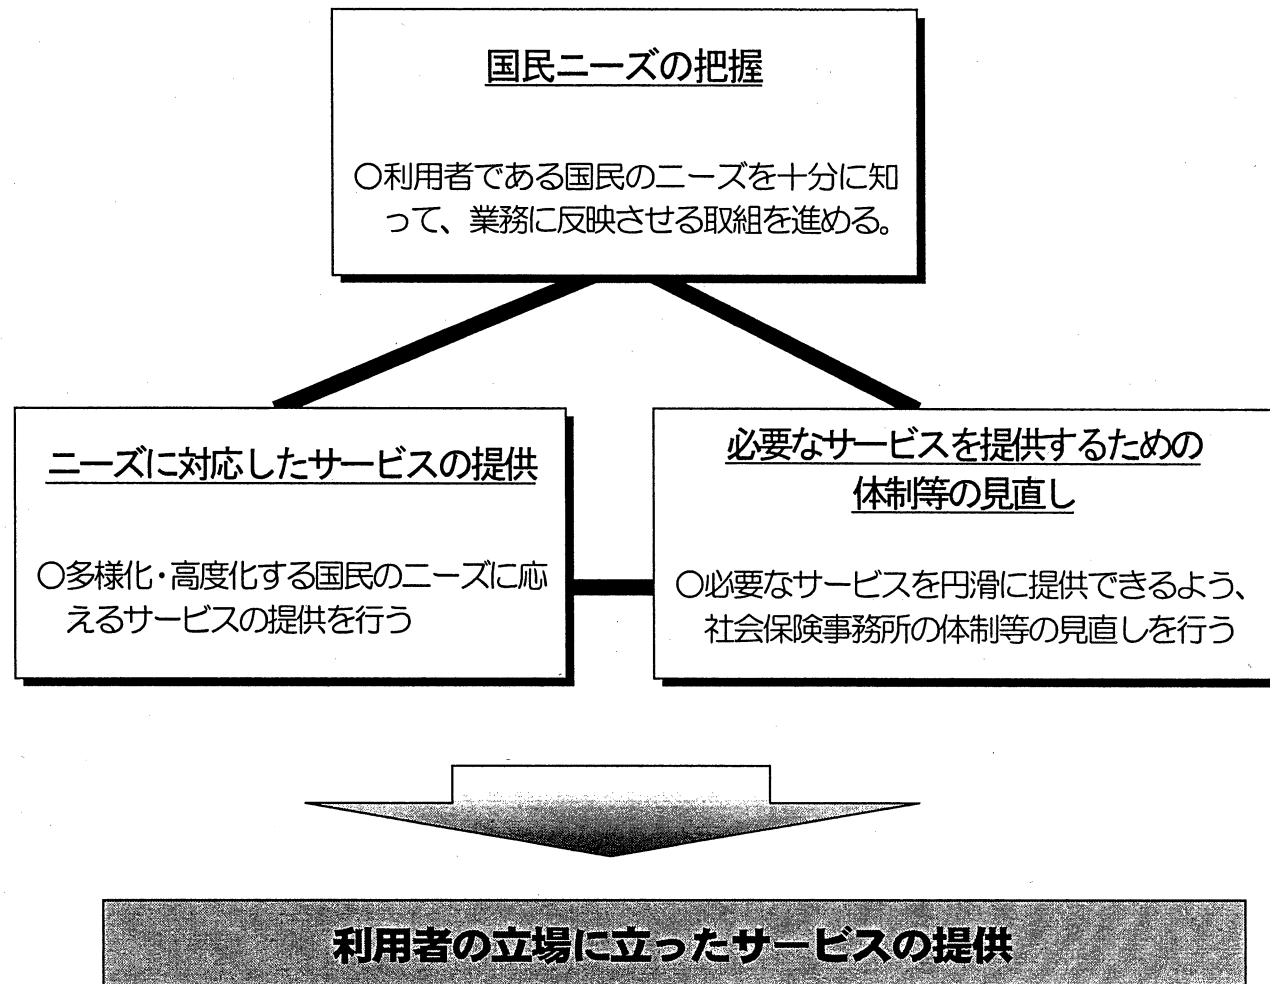 国民ニーズの把握
○利用者である国民のニーズを十分に知
って、業務に反映させる取組を進める。
ニーズに対応したサービスの提供
○多様化・高度化する国民のニーズに応
えるサービスの提供を行う
必要なサービスを提供するための
体制等の見直し
○必要なサービスを円滑に提供できるよう、
社会保険事務所の体制等の見直しを行う
利用者の立場に立ったサービスの提供